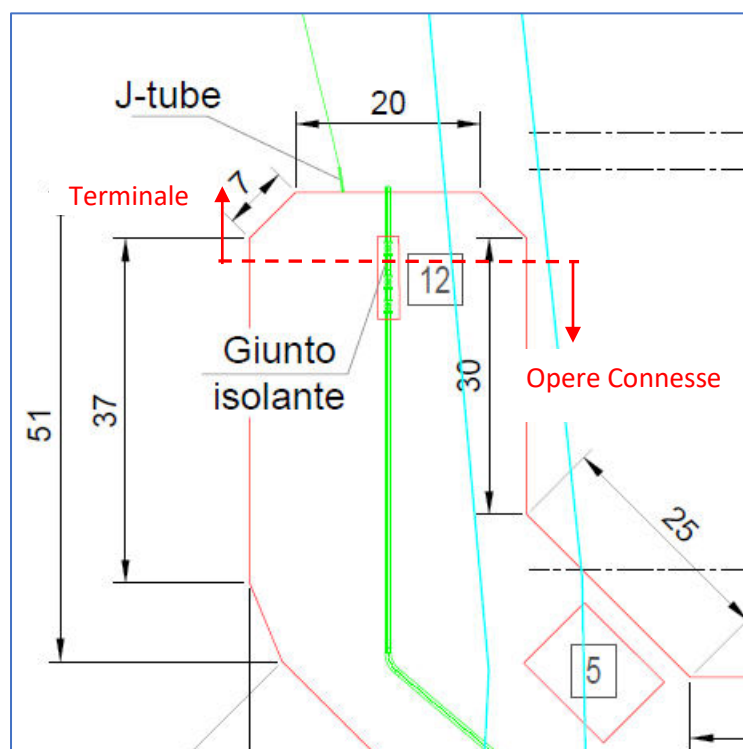 J-tube
20
7
Terminale
12
Giunto
isolante
30
Opere Connesse
37
51
25
5